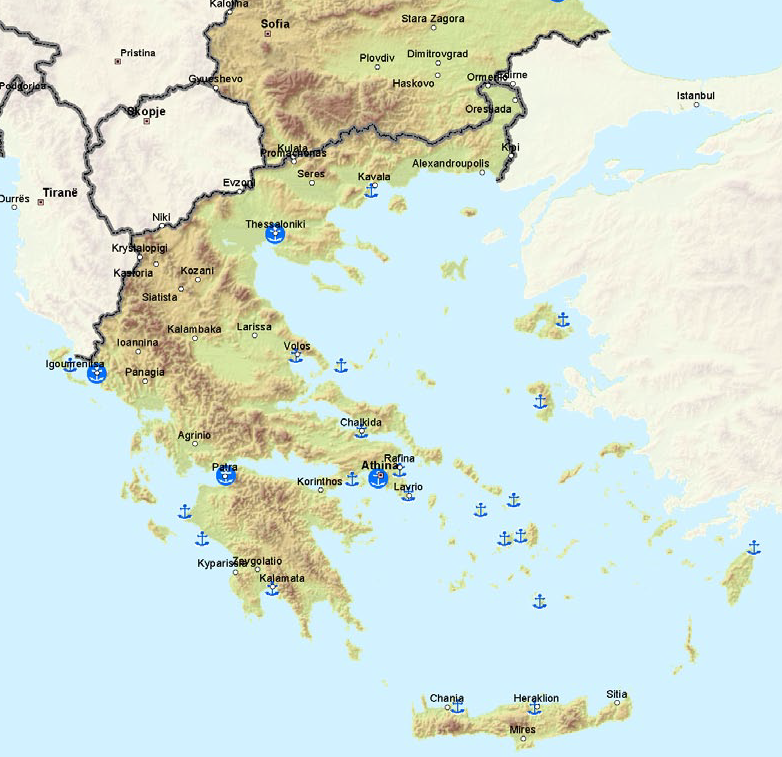 Kalotina
Sofia
Stara Zagora
Pristina
Plovdiv
Dimitrovgrad
Podgorica
Gyueshevo
Haskovo
Ormenio
Edirne
Istanbul
Skopje
Orestiada
Kulata
Promachonas
Kipi
Alexandroupolis
Tiranë
Durrës
Evzoni
Seres
Kavala
Niki
Thessaloniki
Krystalopigi
Kastoria
Kozani
Siatista
Kalambaka
Larissa
Ioannina
Volos
Igoumenitsa
Panagia
Chalkida
Agrinio
Rafina
Athina
Patra
Korinthos
Lavrio
Kyparissia
Zevgolatio
Kalamata
Chania
Heraklion
Sitia
Mires